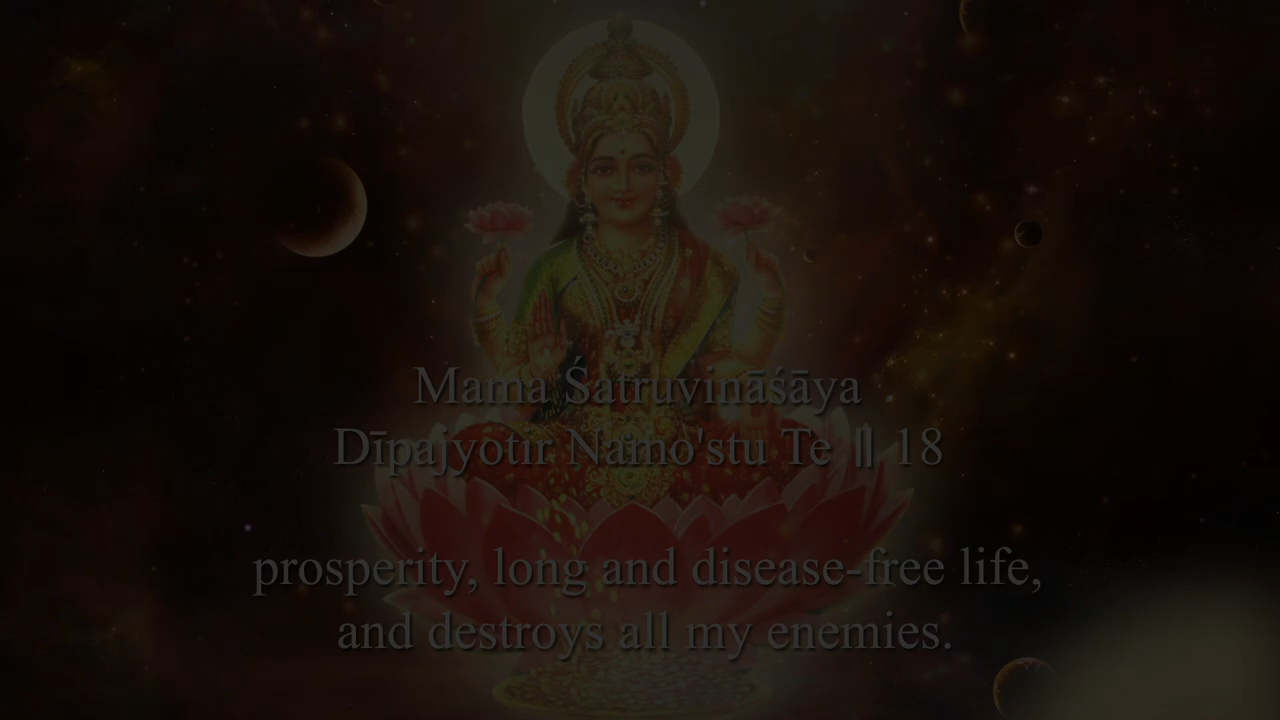 Mama Śatruvināśāya
Dīpajyotir Namo'stu Te ǁ 18
prosperity, long and disease-free life,
and destroys all my enemies.